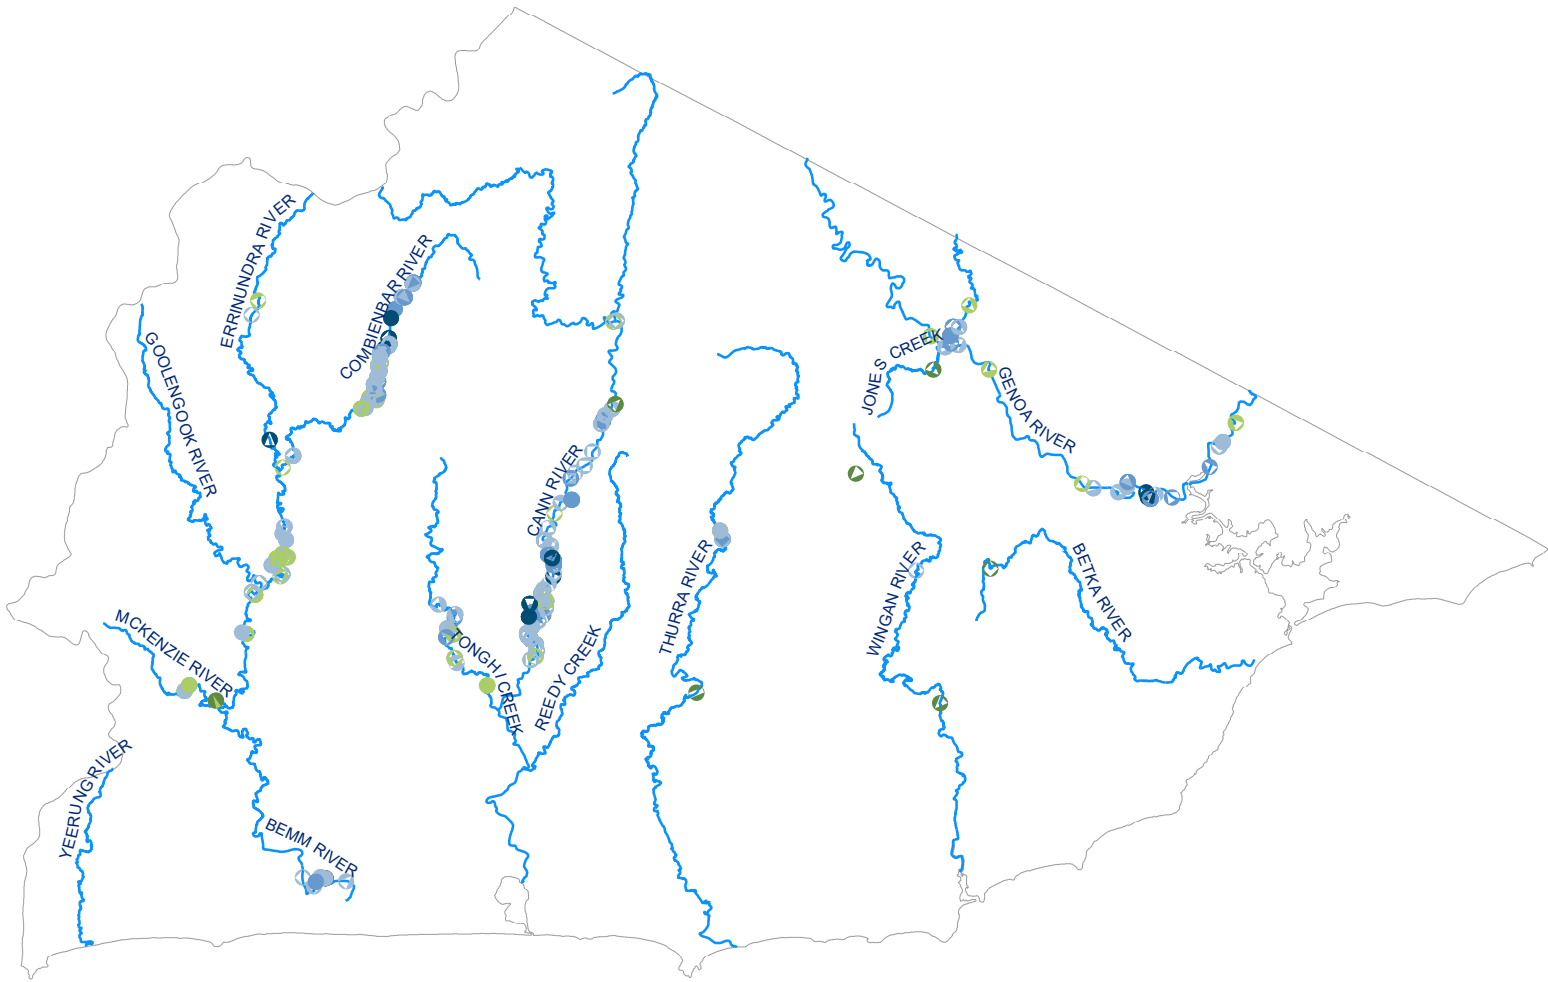 ERRINUNDRA RIVER
COMBIENBAR RIVER
GOOLENGOOK RIVER
JONES CREEK
GENOA RIVER
CANN RIVER
MCKENZIE RIVER
TONGHI CREEK
REEDY CREEK
THURRA RIVER
WINGAN RIVER
BETKA RIVER
YEERUNG RIVER
BEMM RIVER